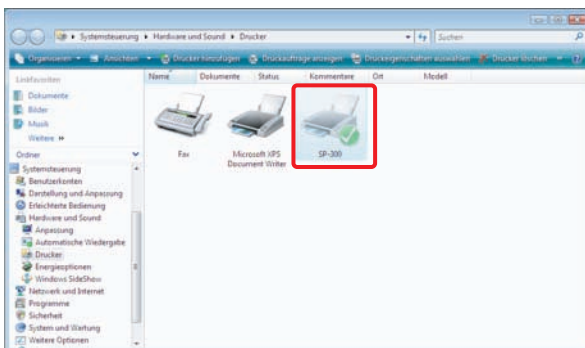 Systemsteuerung ▸ Hardware und Sound ▸ Drucker
Suchen
Organisieren Ansichten Drucker hinzufügen Druckaufträge anzeigen Druckeigenschaften auswählen Drucker löschen
Linkfavoriten
Name Dokumente Status Kommentare Ort Modell
Dokumente
Bilder
Musik
Weitere
Fax
Microsoft XPS
Document Writer
SP-300
Ordner
Systemsteuerung
Benutzerkonten
Darstellung und Anpassung
Erleichterte Bedienung
Hardware und Sound
Anpassung
Automatische Wiedergabe
Drucker
Energieoptionen
Windows SideShow
Netzwerk und Internet
Programme
Sicherheit
System und Wartung
Weitere Optionen